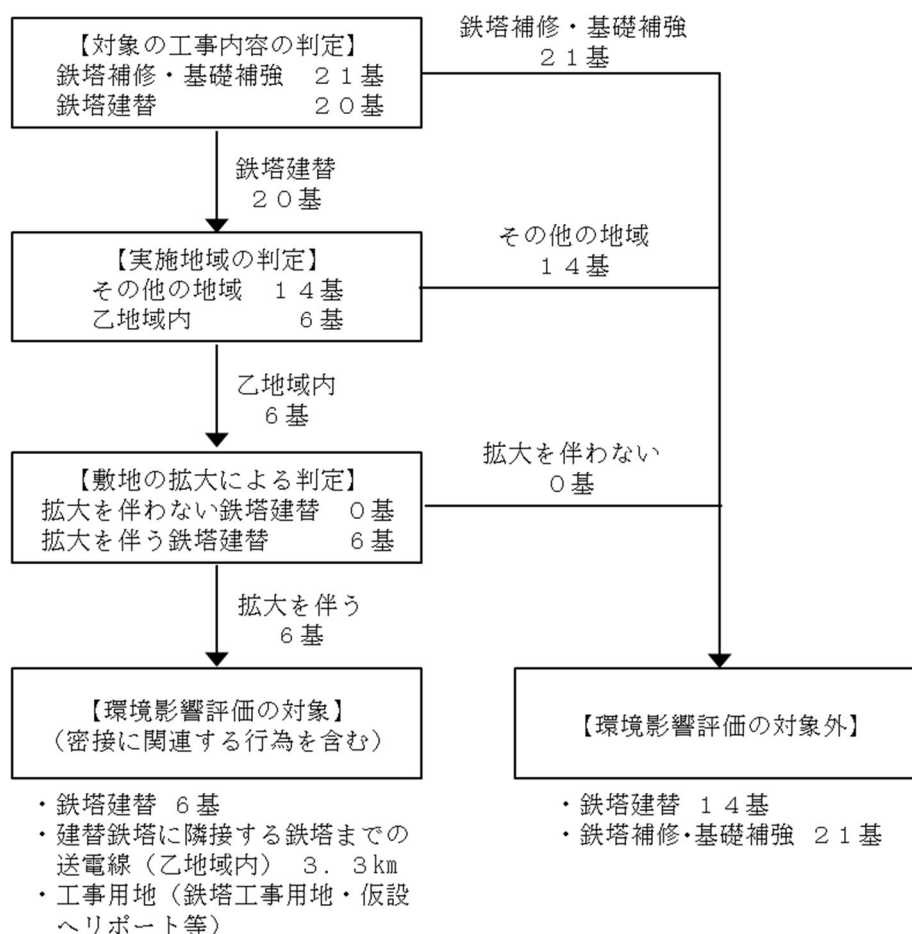 【対象の工事内容の判定】
鉄塔補修・基礎補強 21基
鉄塔建替 20基
鉄塔補修・基礎補強
21基
鉄塔建替
20基
【実施地域の判定】
その他の地域 14基
乙地域内 6基
その他の地域
14基
乙地域内
6基
【敷地の拡大による判定】
拡大を伴わない鉄塔建替 0基
拡大を伴う鉄塔建替 6基
拡大を伴わない
0基
拡大を伴う
6基
【環境影響評価の対象】
(密接に関連する行為を含む)
・鉄塔建替 6基
・建替鉄塔に隣接する鉄塔までの
送電線(乙地域内) 3.3km
・工事用地(鉄塔工事用地・仮設
ヘリポート等)
【環境影響評価の対象外】
・鉄塔建替 14基
・鉄塔補修・基礎補強 21基